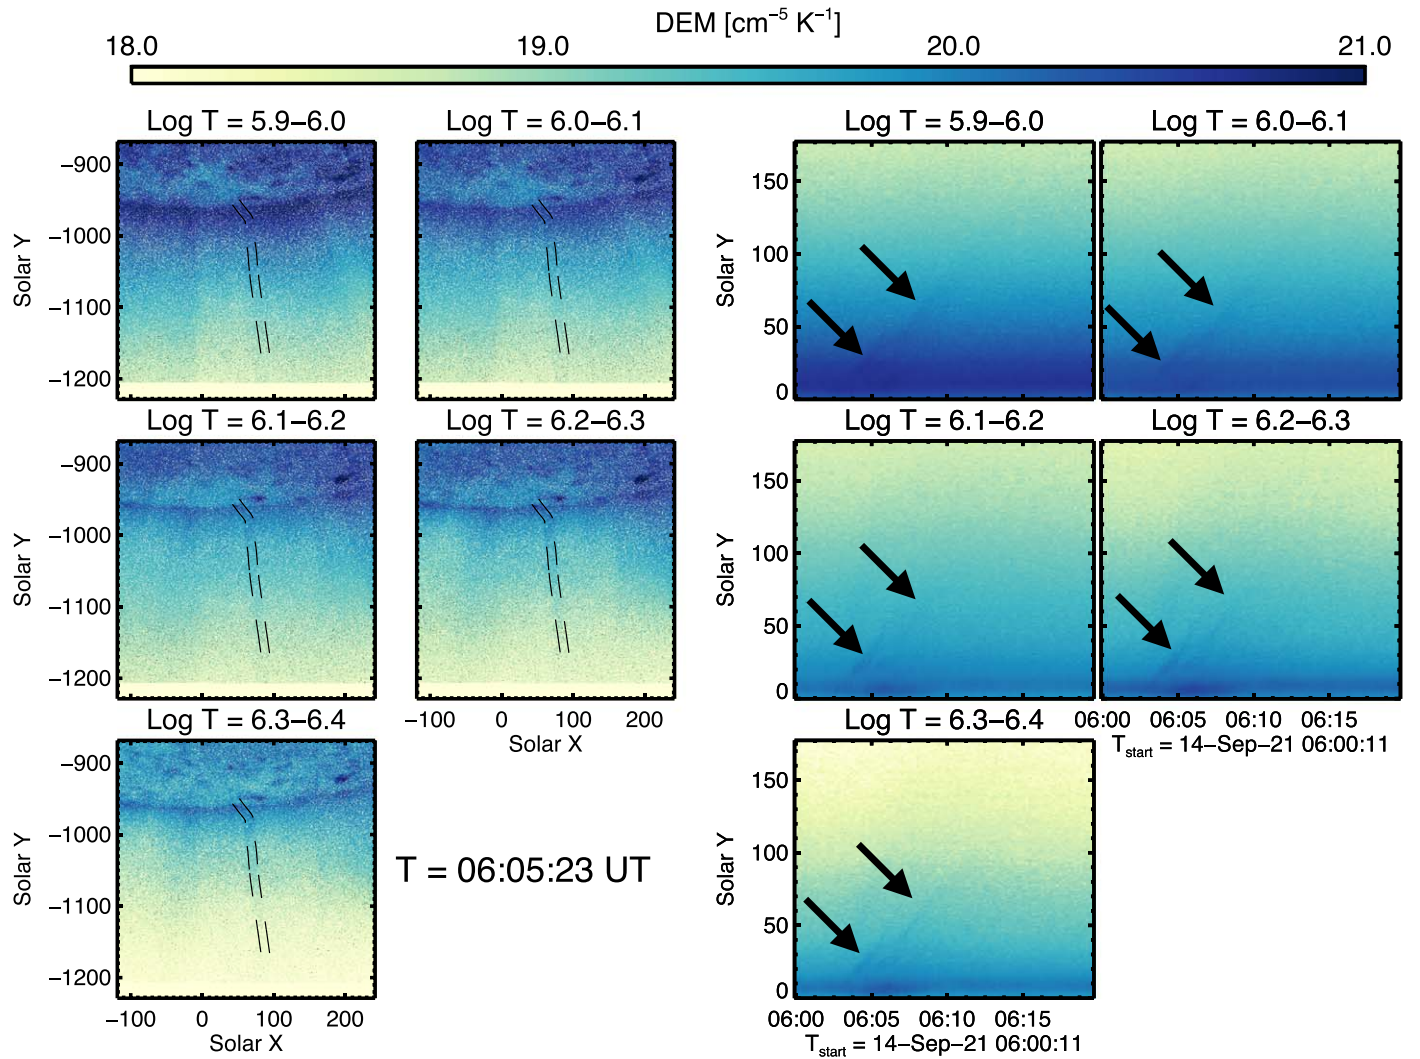 DEM [cm−5 K−1]
18.0 19.0 20.0 21.0
Log T = 5.9−6.0 Log T = 6.0−6.1 Log T = 5.9−6.0 Log T = 6.0−6.1
−900
−1000
−1100
−1200
Solar Y
150
100
50
0
Solar Y
Log T = 6.1−6.2 Log T = 6.2−6.3 Log T = 6.1−6.2 Log T = 6.2−6.3
−900
−1000
−1100
−1200
Solar Y
−100 0 100 200
Solar X
150
100
50
0
Solar Y
06:00 06:05 06:10 06:15
Tstart = 14−Sep−21 06:00:11
Log T = 6.3−6.4 Log T = 6.3−6.4
−900
−1000
−1100
−1200
Solar Y
−100 0 100 200
Solar X
T = 06:05:23 UT
150
100
50
0
Solar Y
06:00 06:05 06:10 06:15
Tstart = 14−Sep−21 06:00:11